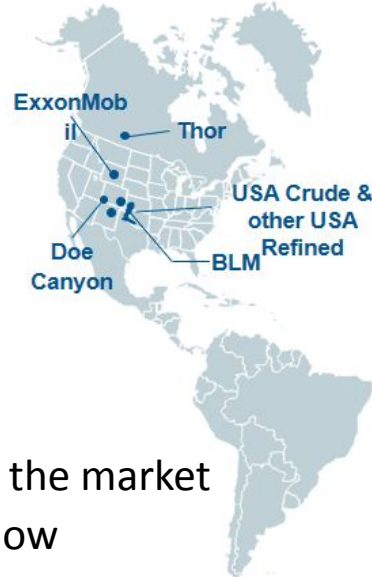 ExxonMob
il
Thor
USA Crude &
other USA
Refined
Doe
Canyon
BLM
the market
ow